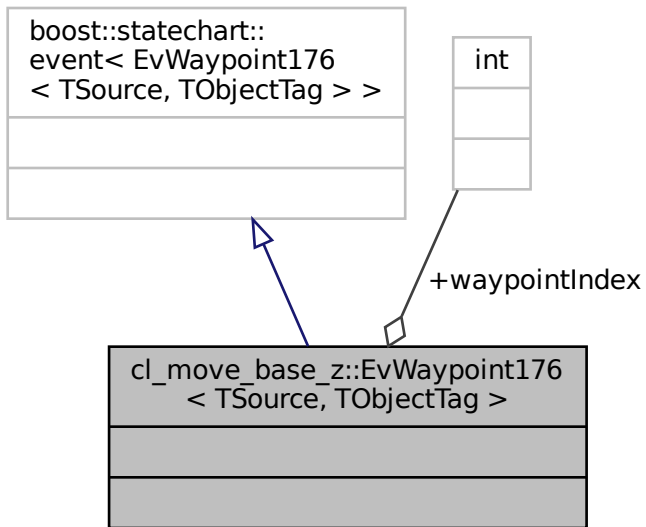 boost::statechart::
event< EvWaypoint176
< TSource, TObjectTag > >
int
+waypointIndex
cl_move_base_z::EvWaypoint176
< TSource, TObjectTag >